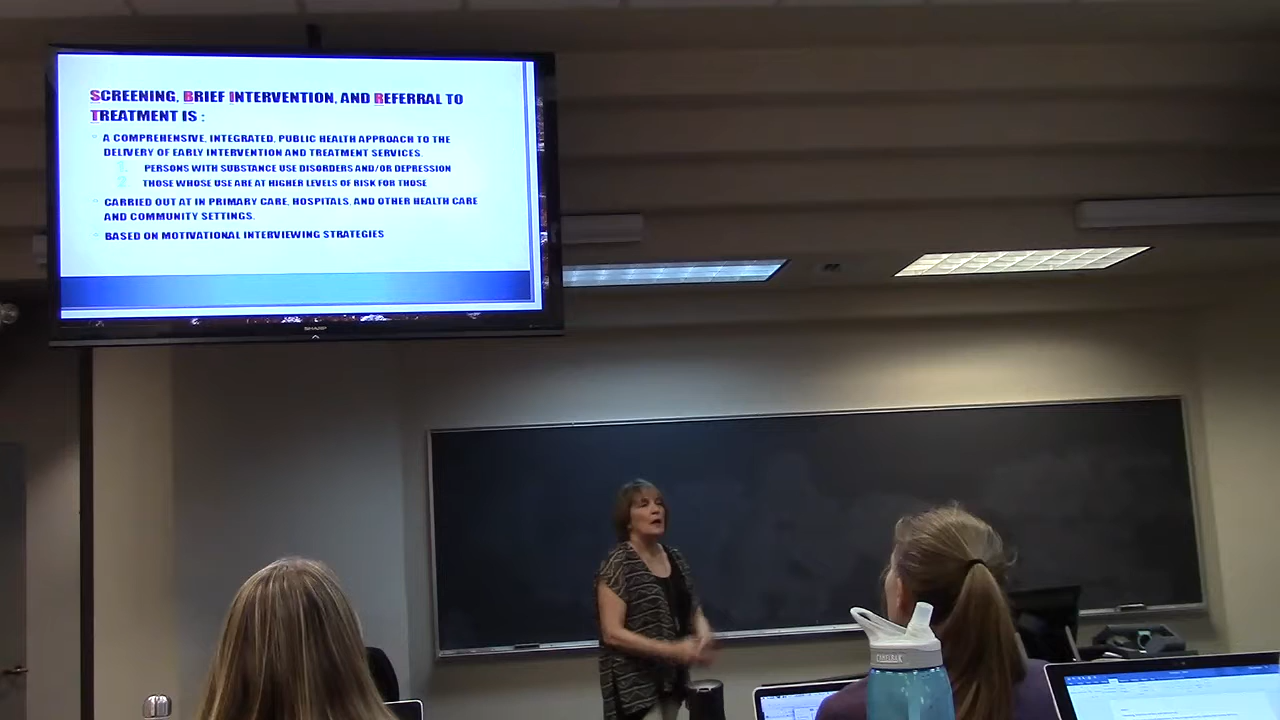 SCREENING, BRIEF INTERVENTION, AND REFERRAL TO
TREATMENT IS :
A COMPREHENSIVE, INTEGRATED, PUBLIC HEALTH APPROACH TO THE
DELIVERY OF EARLY INTERVENTION AND TREATMENT SERVICES.
1. PERSONS WITH SUBSTANCE USE DISORDERS AND/OR DEPRESSION
2. THOSE WHOSE USE ARE AT HIGHER LEVELS OF RISK FOR THOSE
CARRIED OUT AT IN PRIMARY CARE, HOSPITALS, AND OTHER HEALTH CARE
AND COMMUNITY SETTINGS.
BASED ON MOTIVATIONAL INTERVIEWING STRATEGIES
SHARP
CAMELBAK